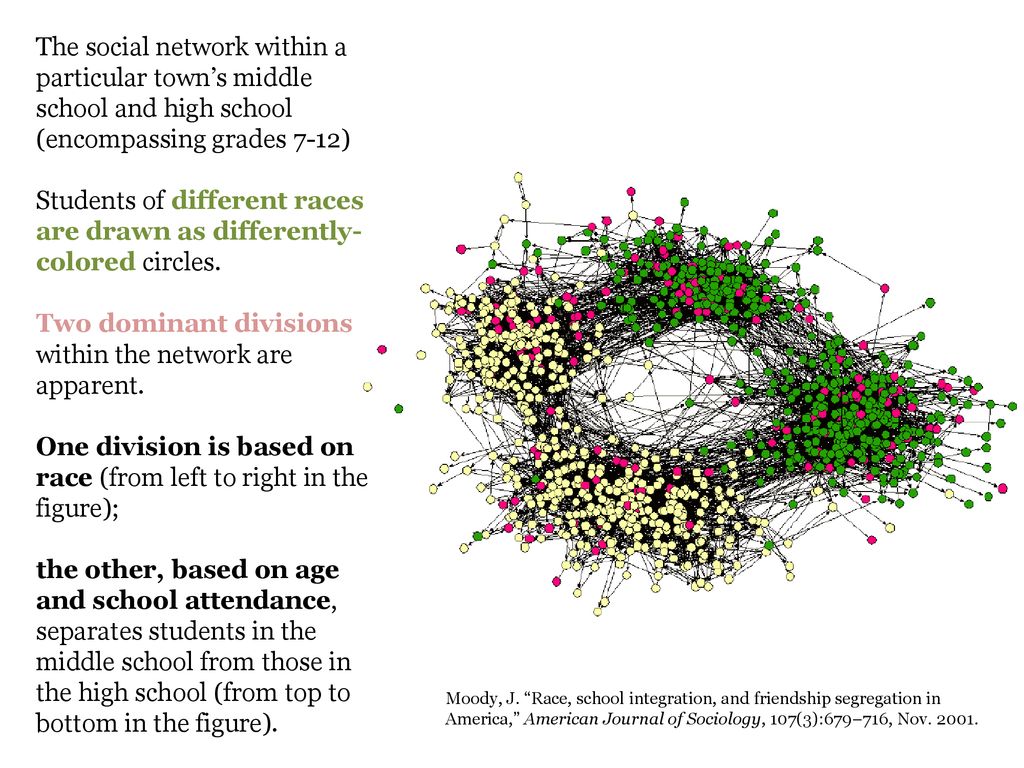 The social network within a
particular town’s middle
school and high school
(encompassing grades 7-12)
Students of different races
are drawn as differently-
colored circles.
Two dominant divisions
within the network are
apparent.
One division is based on
race (from left to right in the
figure);
the other, based on age
and school attendance,
separates students in the
middle school from those in
the high school (from top to
bottom in the figure).
Moody, J. “Race, school integration, and friendship segregation in
America,” American Journal of Sociology, 107(3):679–716, Nov. 2001.